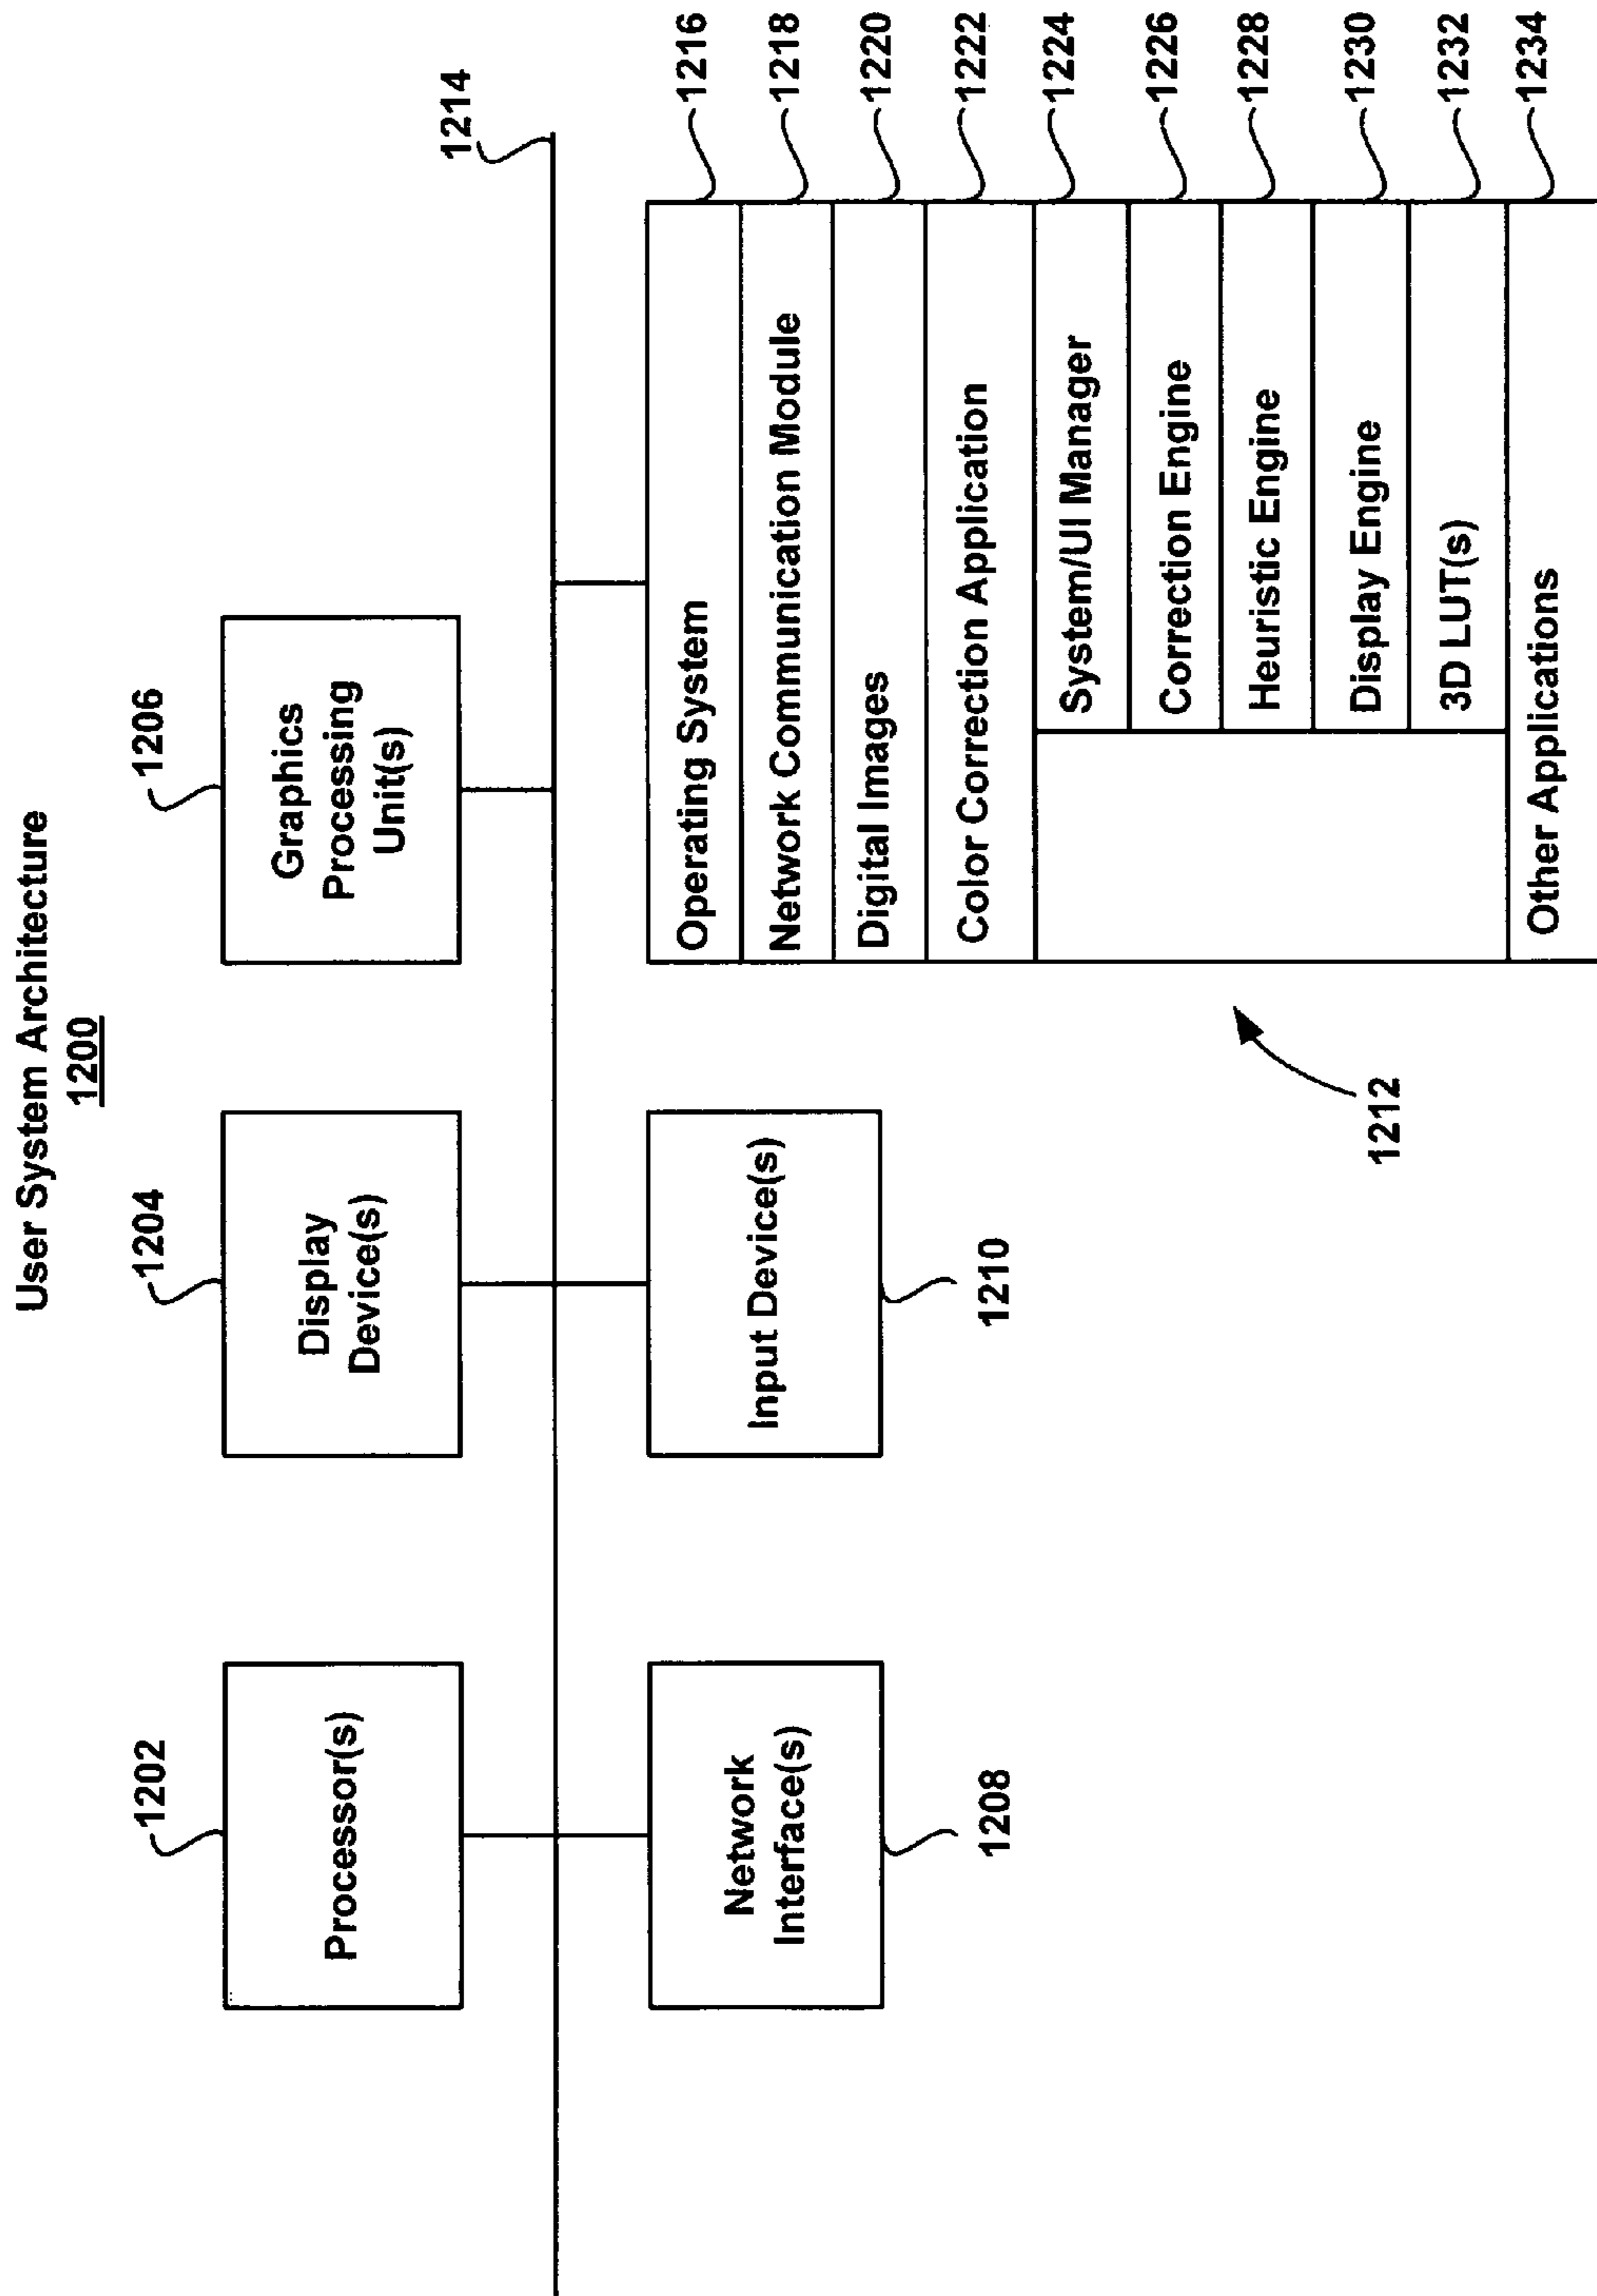 User System Architecture
1200
1202
Processor(s)
1204
Display
Device(s)
1206
Graphics
Processing
Unit(s)
1214
Network
Interface(s)
1208
Input Device(s)
1210
1212
Operating System
1216
Network Communication Module
1218
Digital Images
1220
Color Correction Application
1222
System/UI Manager
1224
Correction Engine
1226
Heuristic Engine
1228
Display Engine
1230
3D LUT(s)
1232
Other Applications
1234